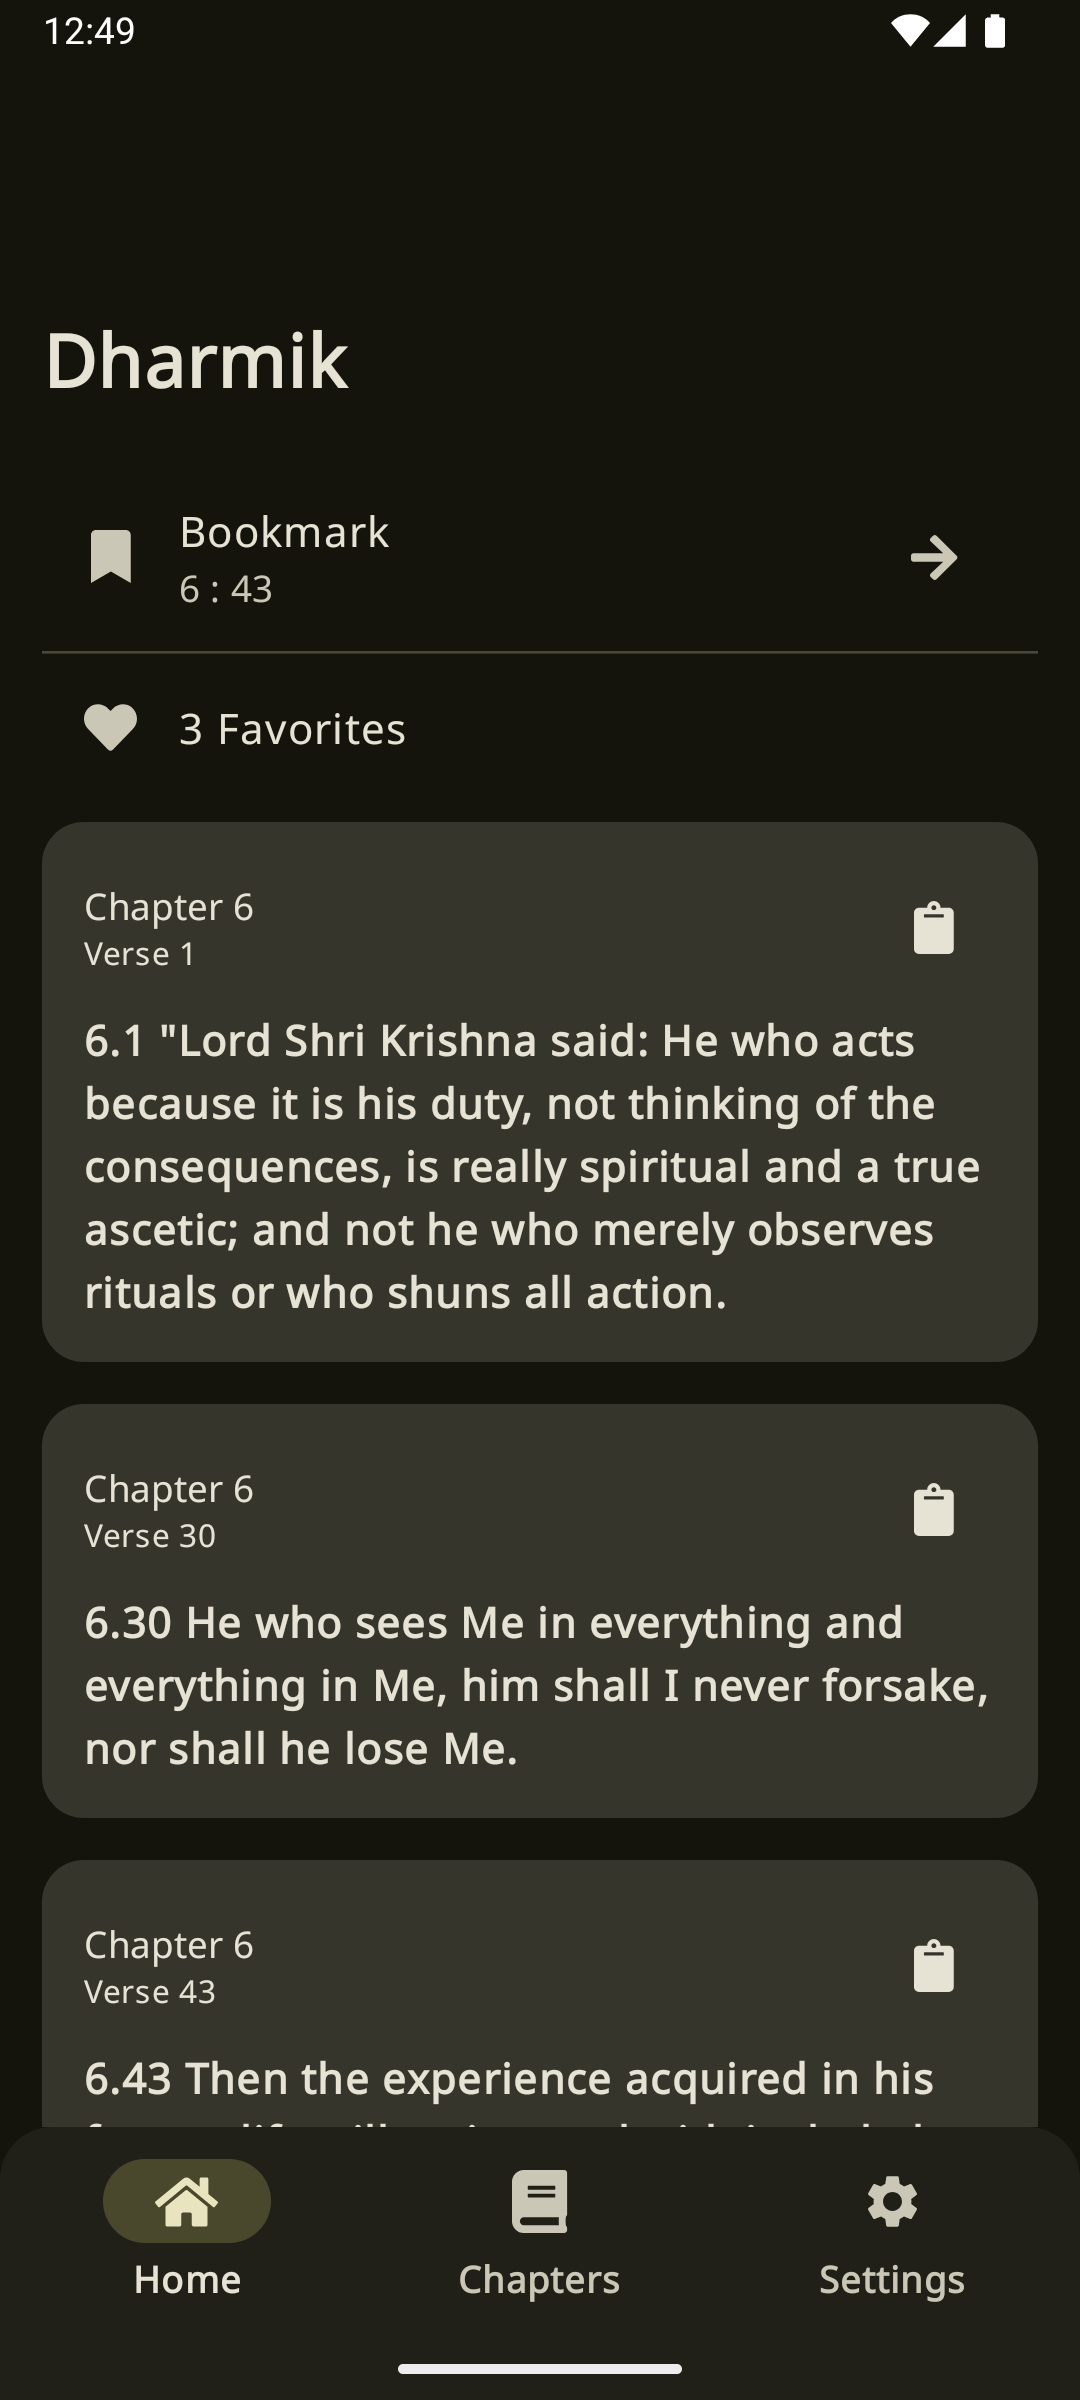 12:49
Dharmik
Bookmark
6 : 43
3 Favorites
Chapter 6
Verse 1
6.1 "Lord Shri Krishna said: He who acts
because it is his duty, not thinking of the
consequences, is really spiritual and a true
ascetic; and not he who merely observes
rituals or who shuns all action.
Chapter 6
Verse 30
6.30 He who sees Me in everything and
everything in Me, him shall I never forsake,
nor shall he lose Me.
Chapter 6
Verse 43
6.43 Then the experience acquired in his
Home
Chapters
Settings